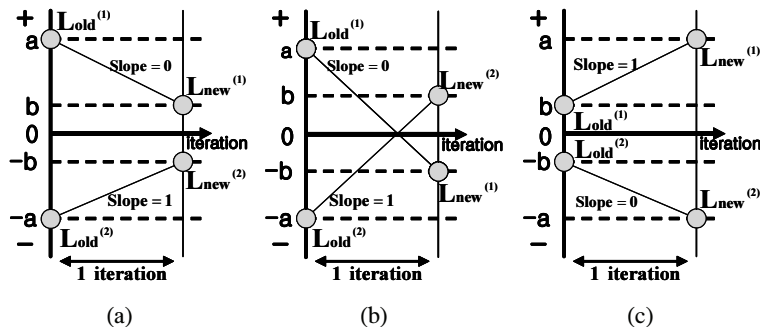 +
a
Lold(1)
Slope = 0
b
Lnew(1)
0
iteration
−b
Lnew(2)
Slope = 1
−a
Lold(2)
−
1 iteration
(a)
+
a
Lold(1)
Slope = 0
Lnew(2)
b
0
iteration
−b
Lnew(1)
Slope = 1
−a
Lold(2)
−
1 iteration
(b)
+
a
Lnew(1)
Slope = 1
b
Lold(1)
0
iteration
Lold(2)
−b
Lnew(2)
Slope = 0
−a
−
1 iteration
(c)